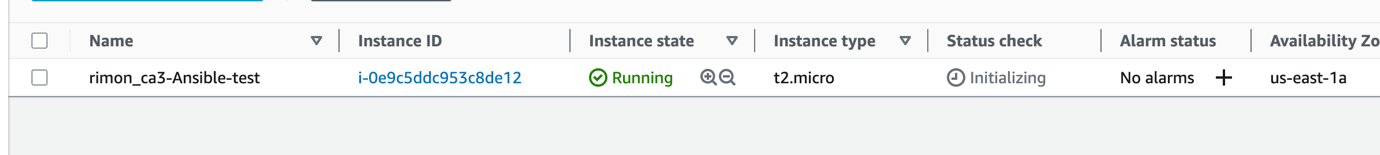 Name Instance ID Instance state Instance type Status check Alarm status Availability Zo
rimon_ca3-Ansible-test i-0e9c5ddc953c8de12 Running t2.micro Initializing No alarms + us-east-1a